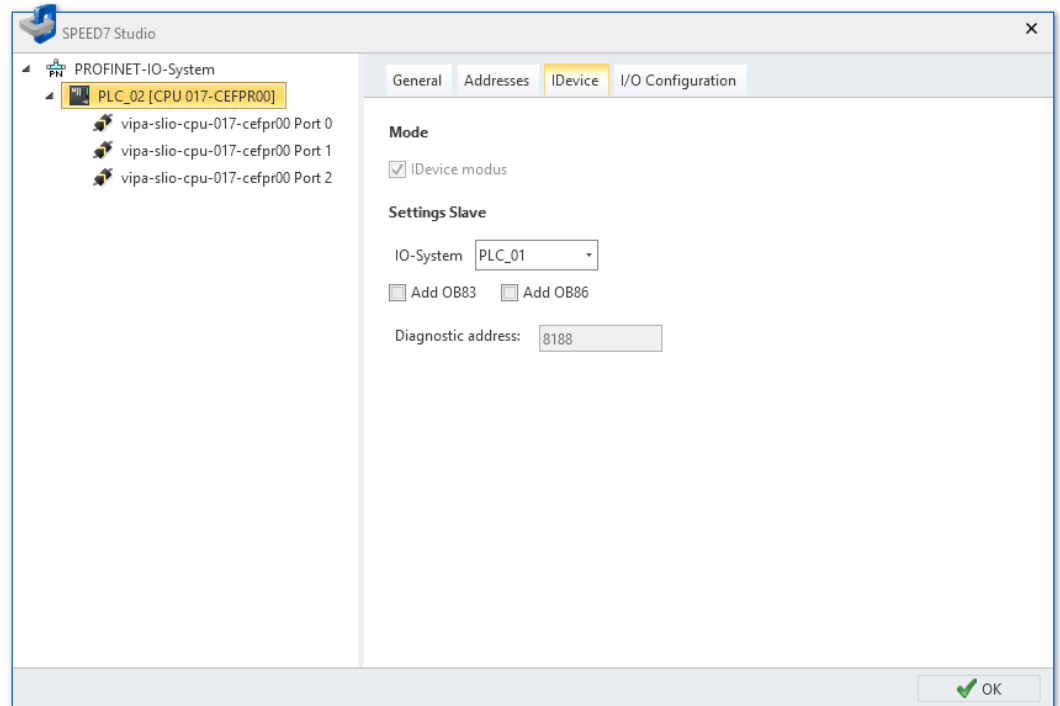 SPEED7 Studio
PN PROFINET-IO-System
PLC_02 [CPU 017-CEFPR00]
vipa-slio-cpu-017-cefpr00 Port 0
vipa-slio-cpu-017-cefpr00 Port 1
vipa-slio-cpu-017-cefpr00 Port 2
General Addresses IDevice I/O Configuration
Mode
IDevice modus
Settings Slave
IO-System PLC_01
Add OB83 Add OB86
Diagnostic address: 8188
OK